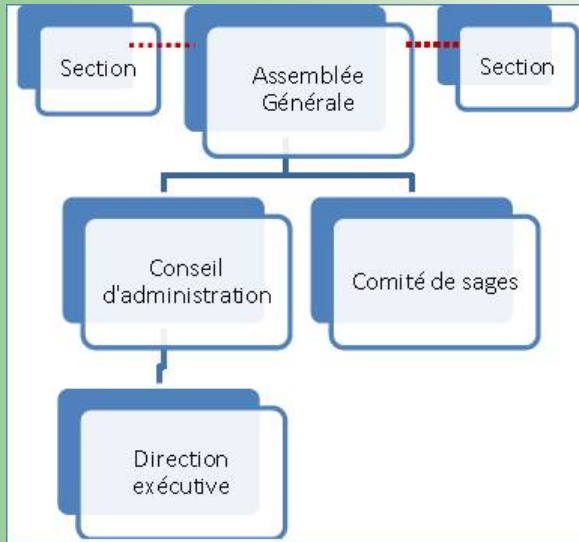 Section
Assemblée
Générale
Section
Conseil
d'administration
Comité de sages
Direction
exécutive